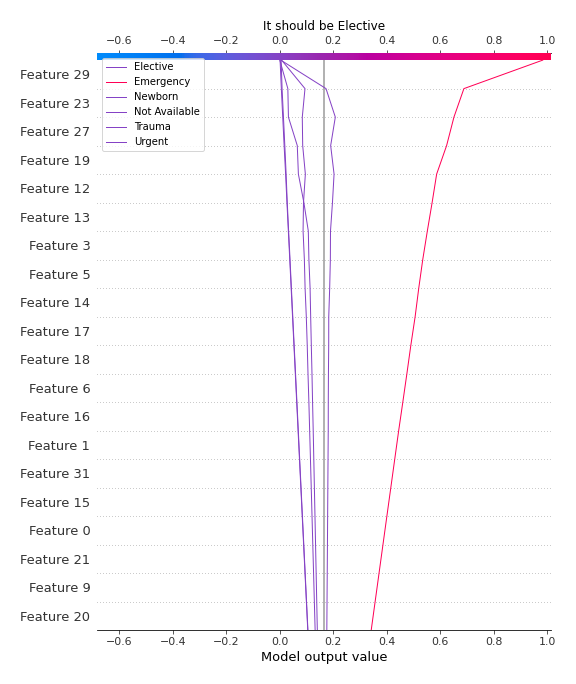 It should be Elective
−0.6 −0.4 −0.2 0.0 0.2 0.4 0.6 0.8 1.0
Elective
Emergency
Newborn
Not Available
Trauma
Urgent
Feature 29
Feature 23
Feature 27
Feature 19
Feature 12
Feature 13
Feature 3
Feature 5
Feature 14
Feature 17
Feature 18
Feature 6
Feature 16
Feature 1
Feature 31
Feature 15
Feature 0
Feature 21
Feature 9
Feature 20
−0.6 −0.4 −0.2 0.0 0.2 0.4 0.6 0.8 1.0
Model output value